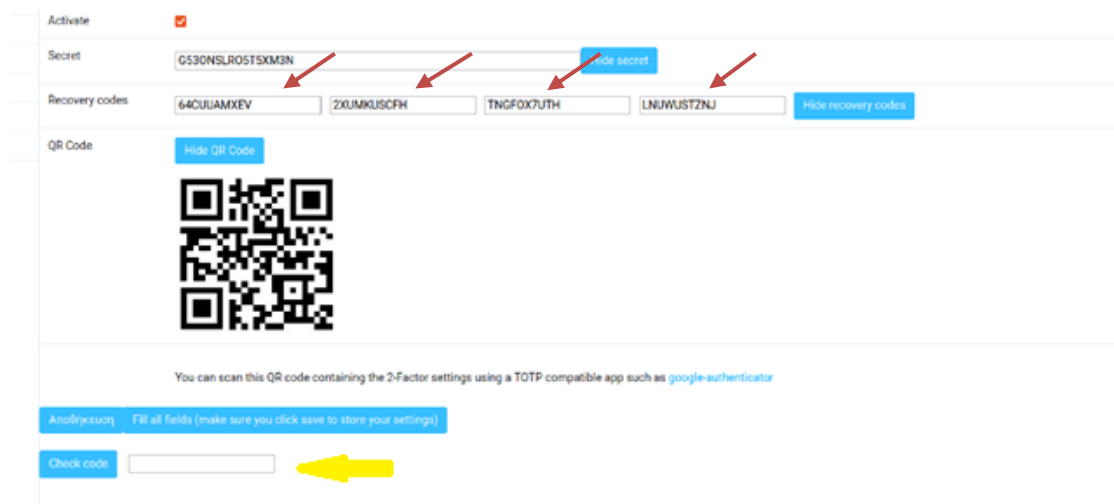 Activate
Secret G53ONSLRO5T5XM3N Hide secret
Recovery codes 64CUUAMXEV 2XUMKUSCFH TNGFOX7UTH LNUWUSTZNJ Hide recovery codes
QR Code Hide QR Code
You can scan this QR code containing the 2-Factor settings using a TOTP compatible app such as google-authenticator
Αποθήκευση Fill all fields (make sure you click save to store your settings)
Check code